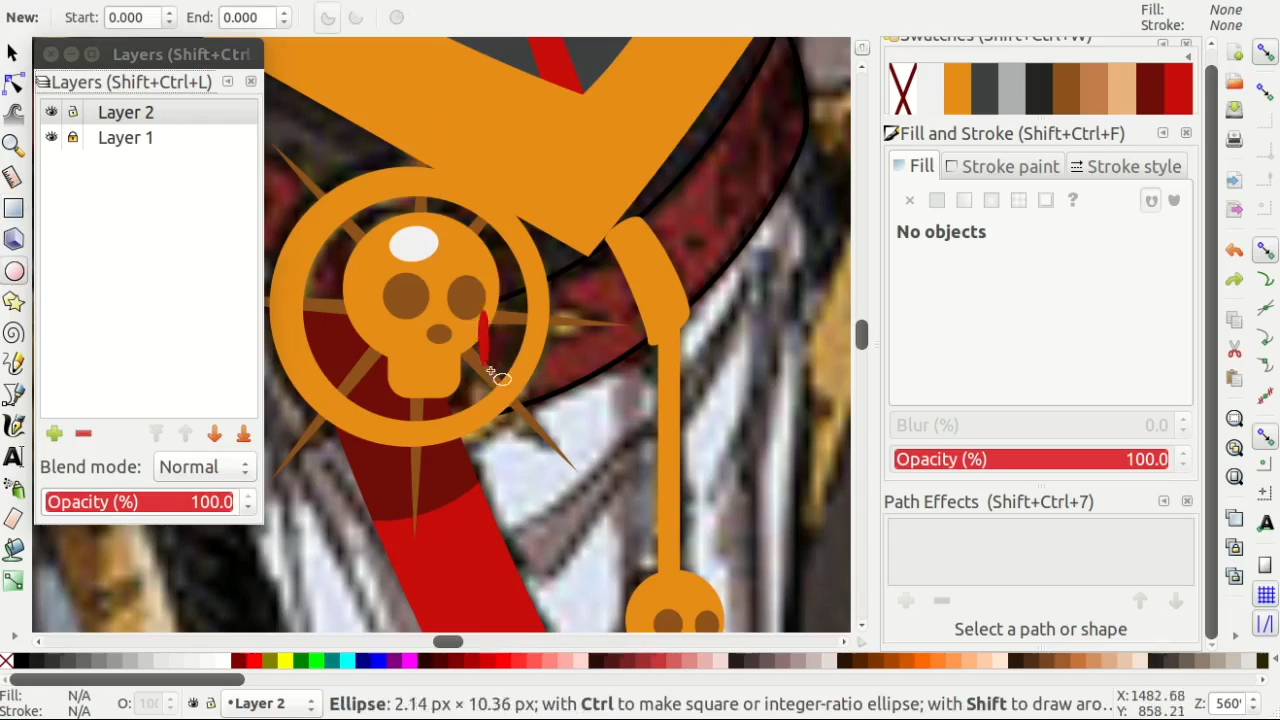 New: Start: 0.000 End: 0.000 Fill: None
Stroke: None
Layers (Shift+Ctrl
Layers (Shift+Ctrl+L)
Layer 2
Layer 1
Blend mode: Normal
Opacity (%) 100.0
Swatches (Shift+Ctrl+W)
Fill and Stroke (Shift+Ctrl+F)
Fill Stroke paint Stroke style
?
No objects
Blur (%) 0.0
Opacity (%) 100.0
Path Effects (Shift+Ctrl+7)
Select a path or shape
Fill: N/A
Stroke: N/A
O: 100
•Layer 2
Ellipse: 2.14 px × 10.36 px; with Ctrl to make square or integer-ratio ellipse; with Shift to draw aro...
X:1482.68
Y: 858.21
Z: 560